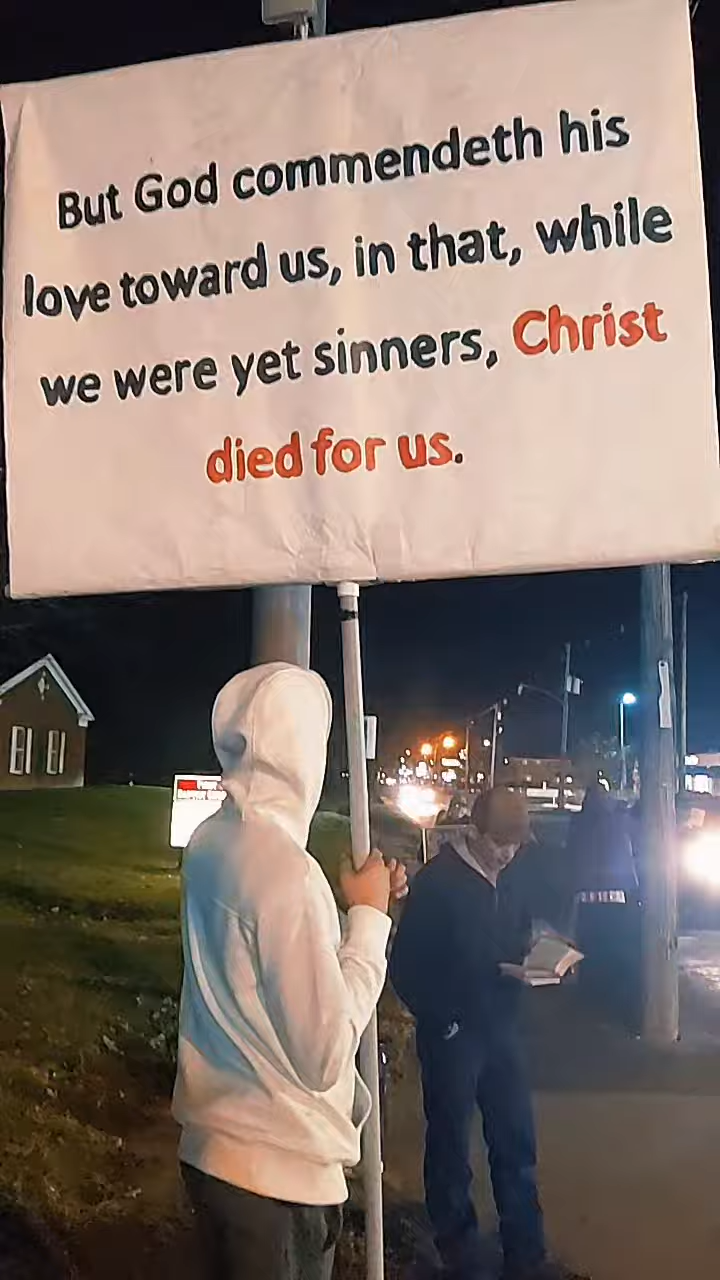 But God commendeth his
love toward us, in that, while
we were yet sinners, Christ
died for us.